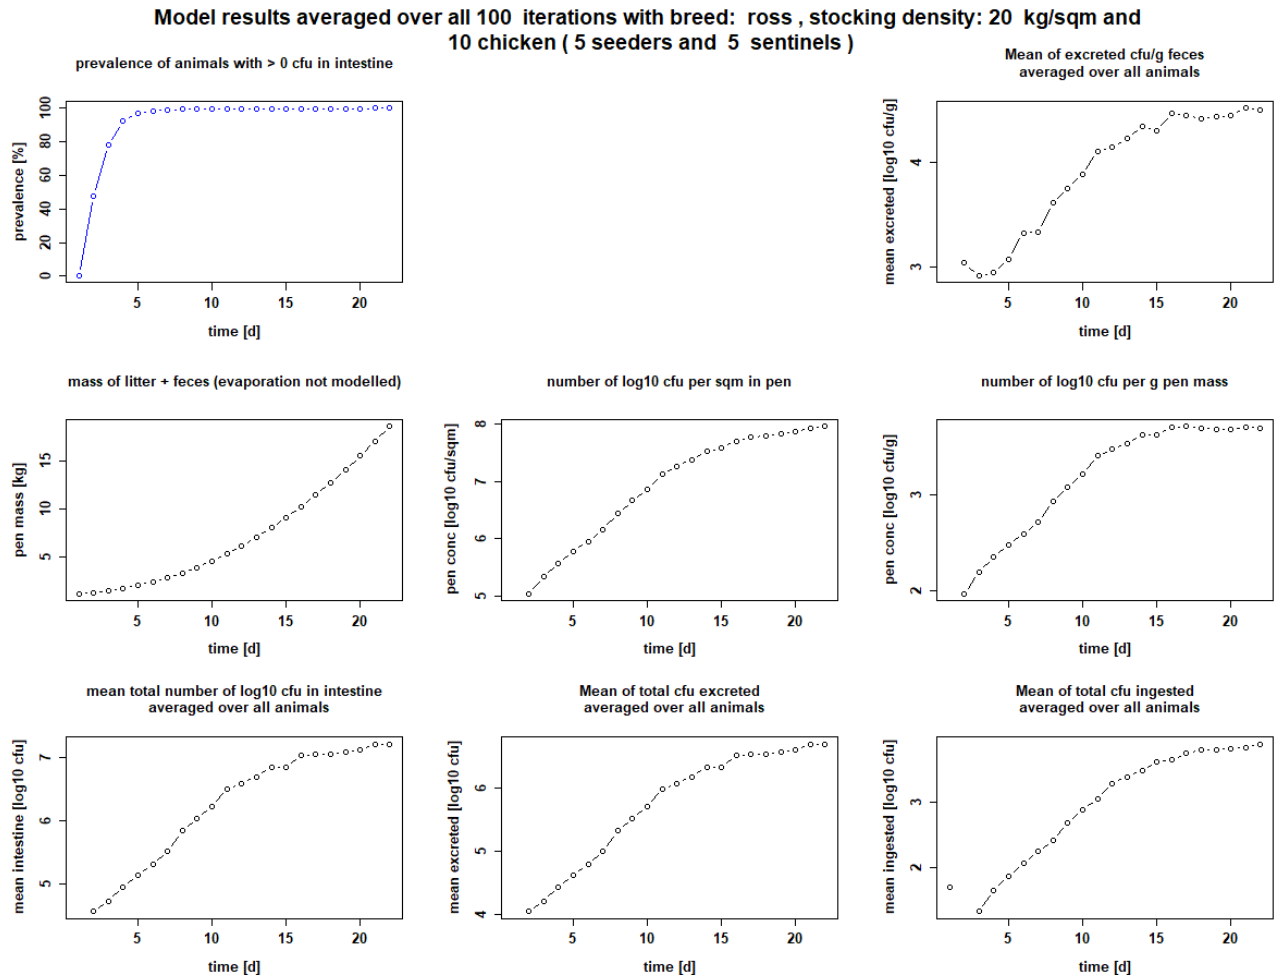 Model results averaged over all 100 iterations with breed: ross , stocking density: 20 kg/sqm and
10 chicken ( 5 seeders and 5 sentinels )
prevalence of animals with > 0 cfu in intestine
prevalence [%]
0 20 40 60 80 100
5 10 15 20
time [d]
Mean of excreted cfu/g feces
averaged over all animals
mean excreted [log10 cfu/g]
3 4
5 10 15 20
time [d]
mass of litter + feces (evaporation not modelled)
pen mass [kg]
5 10 15
5 10 15 20
time [d]
number of log10 cfu per sqm in pen
pen conc [log10 cfu/sqm]
5 6 7 8
5 10 15 20
time [d]
number of log10 cfu per g pen mass
pen conc [log10 cfu/g]
2 3
5 10 15 20
time [d]
mean total number of log10 cfu in intestine
averaged over all animals
mean intestine [log10 cfu]
5 6 7
5 10 15 20
time [d]
Mean of total cfu excreted
averaged over all animals
mean excreted [log10 cfu]
4 5 6
5 10 15 20
time [d]
Mean of total cfu ingested
averaged over all animals
mean ingested [log10 cfu]
2 3
5 10 15 20
time [d]